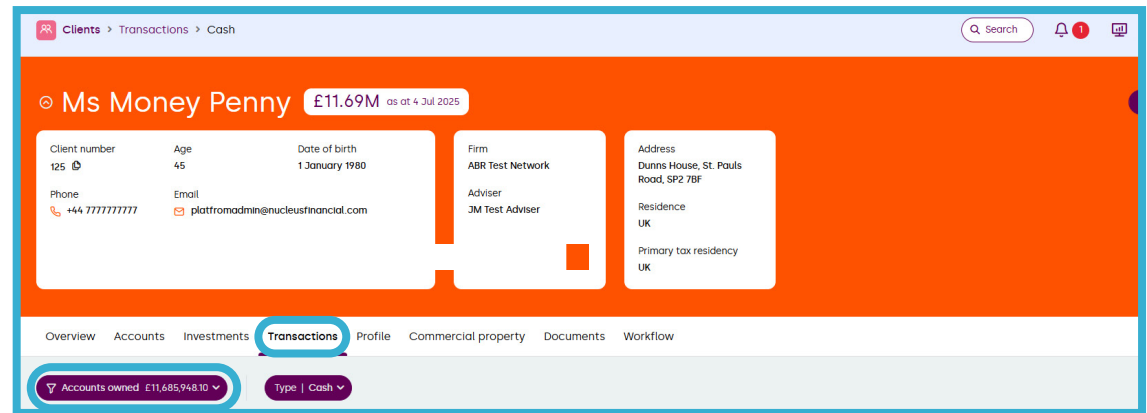 Clients > Transactions > Cash
Search
1
Ms Money Penny £11.69M as at 4 Jul 2025
Client number Age Date of birth
125 45 1 January 1980
Phone Email
+44 7777777777 platfromadmin@nucleusfinancial.com
Firm
ABR Test Network
Adviser
JM Test Adviser
Address
Dunns House, St. Pauls
Road, SP2 7BF
Residence
UK
Primary tax residency
UK
Overview Accounts Investments Transactions Profile Commercial property Documents Workflow
Accounts owned £11,685,948.10 Type | Cash